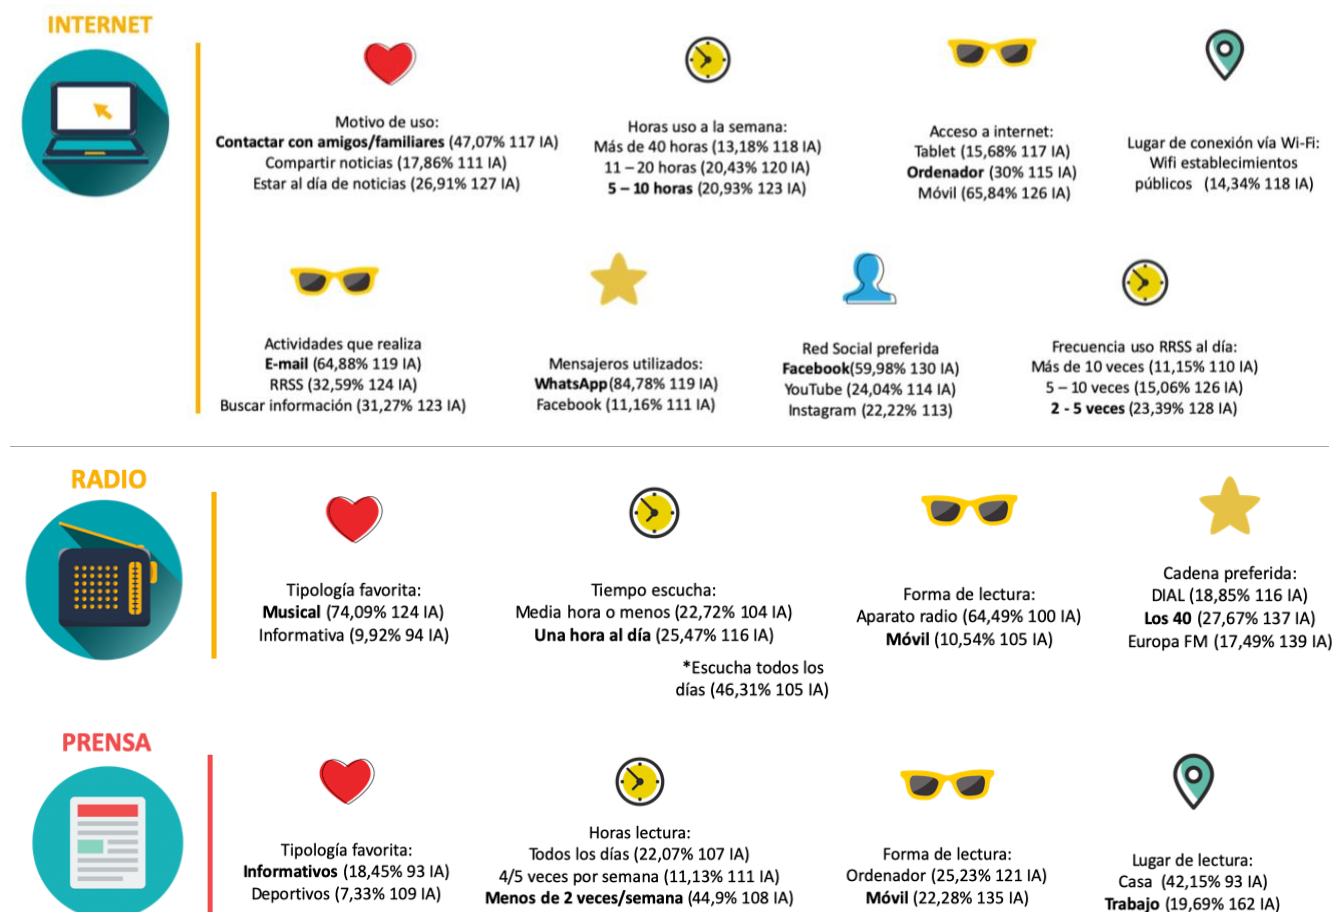 INTERNET
Motivo de uso:
Contactar con amigos/familiares (47,07% 117 IA)
Compartir noticias (17,86% 111 IA)
Estar al día de noticias (26,91% 127 IA)
Horas uso a la semana:
Más de 40 horas (13,18% 118 IA)
11 – 20 horas (20,43% 120 IA)
5 – 10 horas (20,93% 123 IA)
Acceso a internet:
Tablet (15,68% 117 IA)
Ordenador (30% 115 IA)
Móvil (65,84% 126 IA)
Lugar de conexión vía Wi-Fi:
Wifi establecimientos
públicos (14,34% 118 IA)
Actividades que realiza
E-mail (64,88% 119 IA)
RRSS (32,59% 124 IA)
Buscar información (31,27% 123 IA)
Mensajeros utilizados:
WhatsApp(84,78% 119 IA)
Facebook (11,16% 111 IA)
Red Social preferida
Facebook(59,98% 130 IA)
YouTube (24,04% 114 IA)
Instagram (22,22% 113)
Frecuencia uso RRSS al día:
Más de 10 veces (11,15% 110 IA)
5 – 10 veces (15,06% 126 IA)
2 - 5 veces (23,39% 128 IA)
RADIO
Tipología favorita:
Musical (74,09% 124 IA)
Informativa (9,92% 94 IA)
Tiempo escucha:
Media hora o menos (22,72% 104 IA)
Una hora al día (25,47% 116 IA)
*Escucha todos los
días (46,31% 105 IA)
Forma de lectura:
Aparato radio (64,49% 100 IA)
Móvil (10,54% 105 IA)
Cadena preferida:
DIAL (18,85% 116 IA)
Los 40 (27,67% 137 IA)
Europa FM (17,49% 139 IA)
PRENSA
Tipología favorita:
Informativos (18,45% 93 IA)
Deportivos (7,33% 109 IA)
Horas lectura:
Todos los días (22,07% 107 IA)
4/5 veces por semana (11,13% 111 IA)
Menos de 2 veces/semana (44,9% 108 IA)
Forma de lectura:
Ordenador (25,23% 121 IA)
Móvil (22,28% 135 IA)
Lugar de lectura:
Casa (42,15% 93 IA)
Trabajo (19,69% 162 IA)